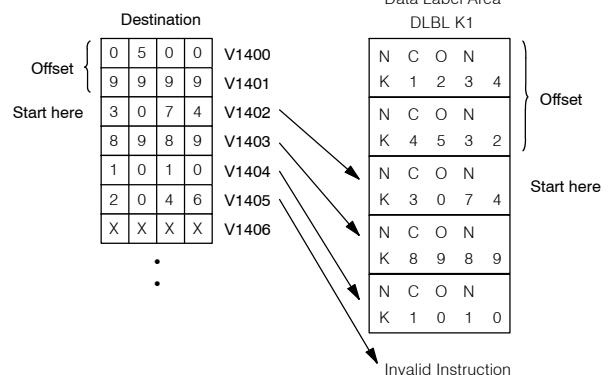 Destination
Offset
0 5 0 0 V1400
9 9 9 9 V1401
Start here 3 0 7 4 V1402
8 9 8 9 V1403
1 0 1 0 V1404
2 0 4 6 V1405
X X X X V1406
Data Label Area
DLBL K1
N C O N
K 1 2 3 4
N C O N
K 4 5 3 2
Offset
N C O N
K 3 0 7 4
Start here
N C O N
K 8 9 8 9
N C O N
K 1 0 1 0
Invalid Instruction